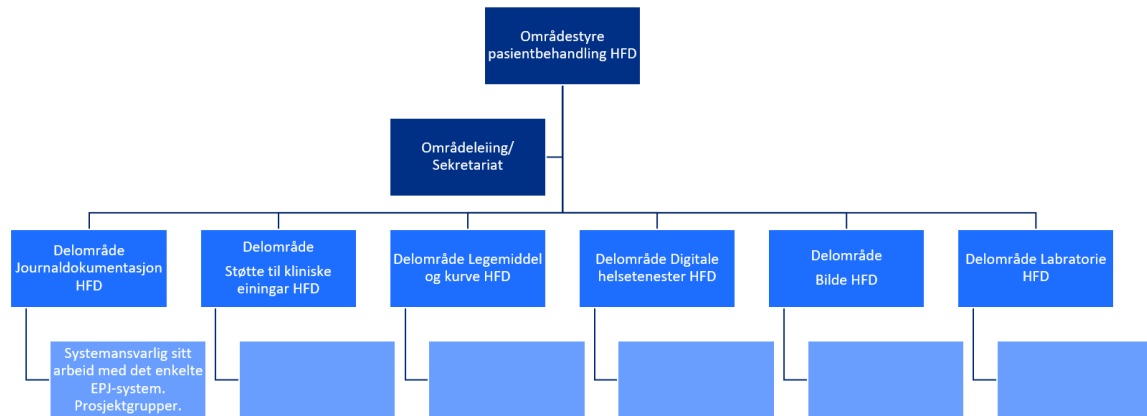 Områdestyre
pasientbehandling HFD
Områdeleiing/
Sekretariat
Delområde
Journaldokumentasjon
HFD
Delområde
Støtte til kliniske
einingar HFD
Delområde Legemiddel
og kurve HFD
Delområde Digitale
helsetenester HFD
Delområde
Bilde HFD
Delområde Labratorie
HFD
Systemansvarlig sitt
arbeid med det enkelte
EPJ-system.
Prosjektgrupper.